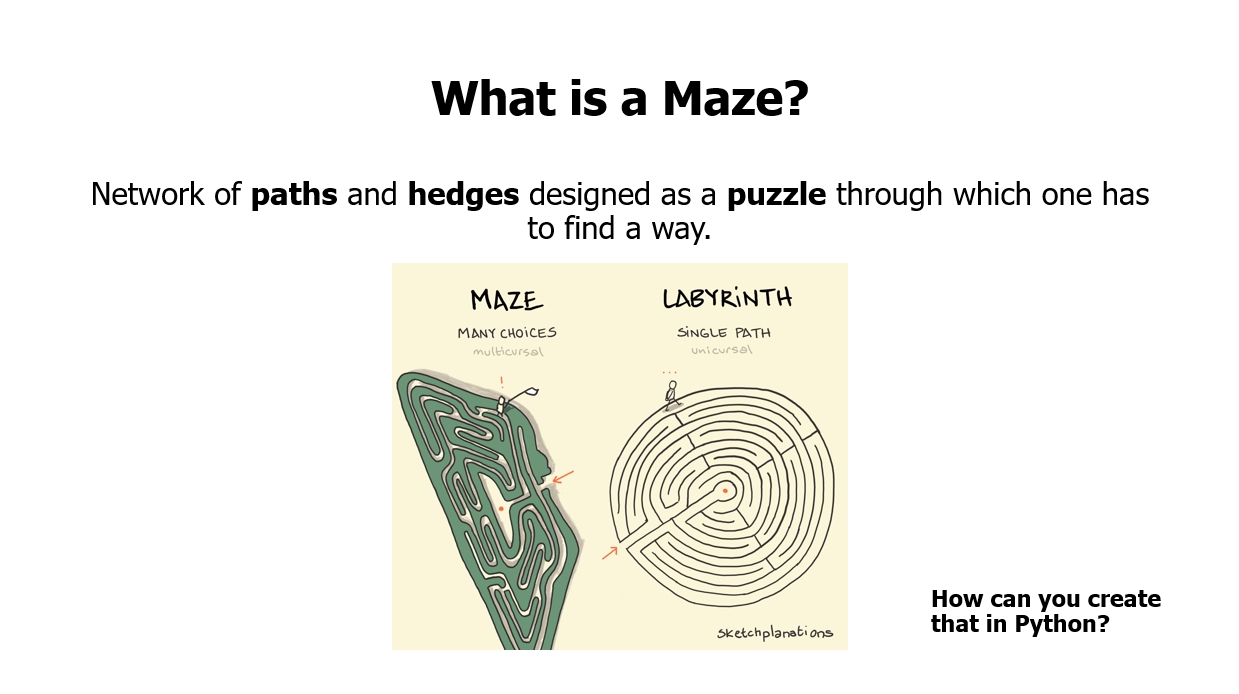 What is a Maze?
Network of paths and hedges designed as a puzzle through which one has
to find a way.
MAZE
MANY CHOICES
multicursal
!
LABYRiNTH
SiNGLE PATH
unicursal
...
sketchplanations
How can you create
that in Python?